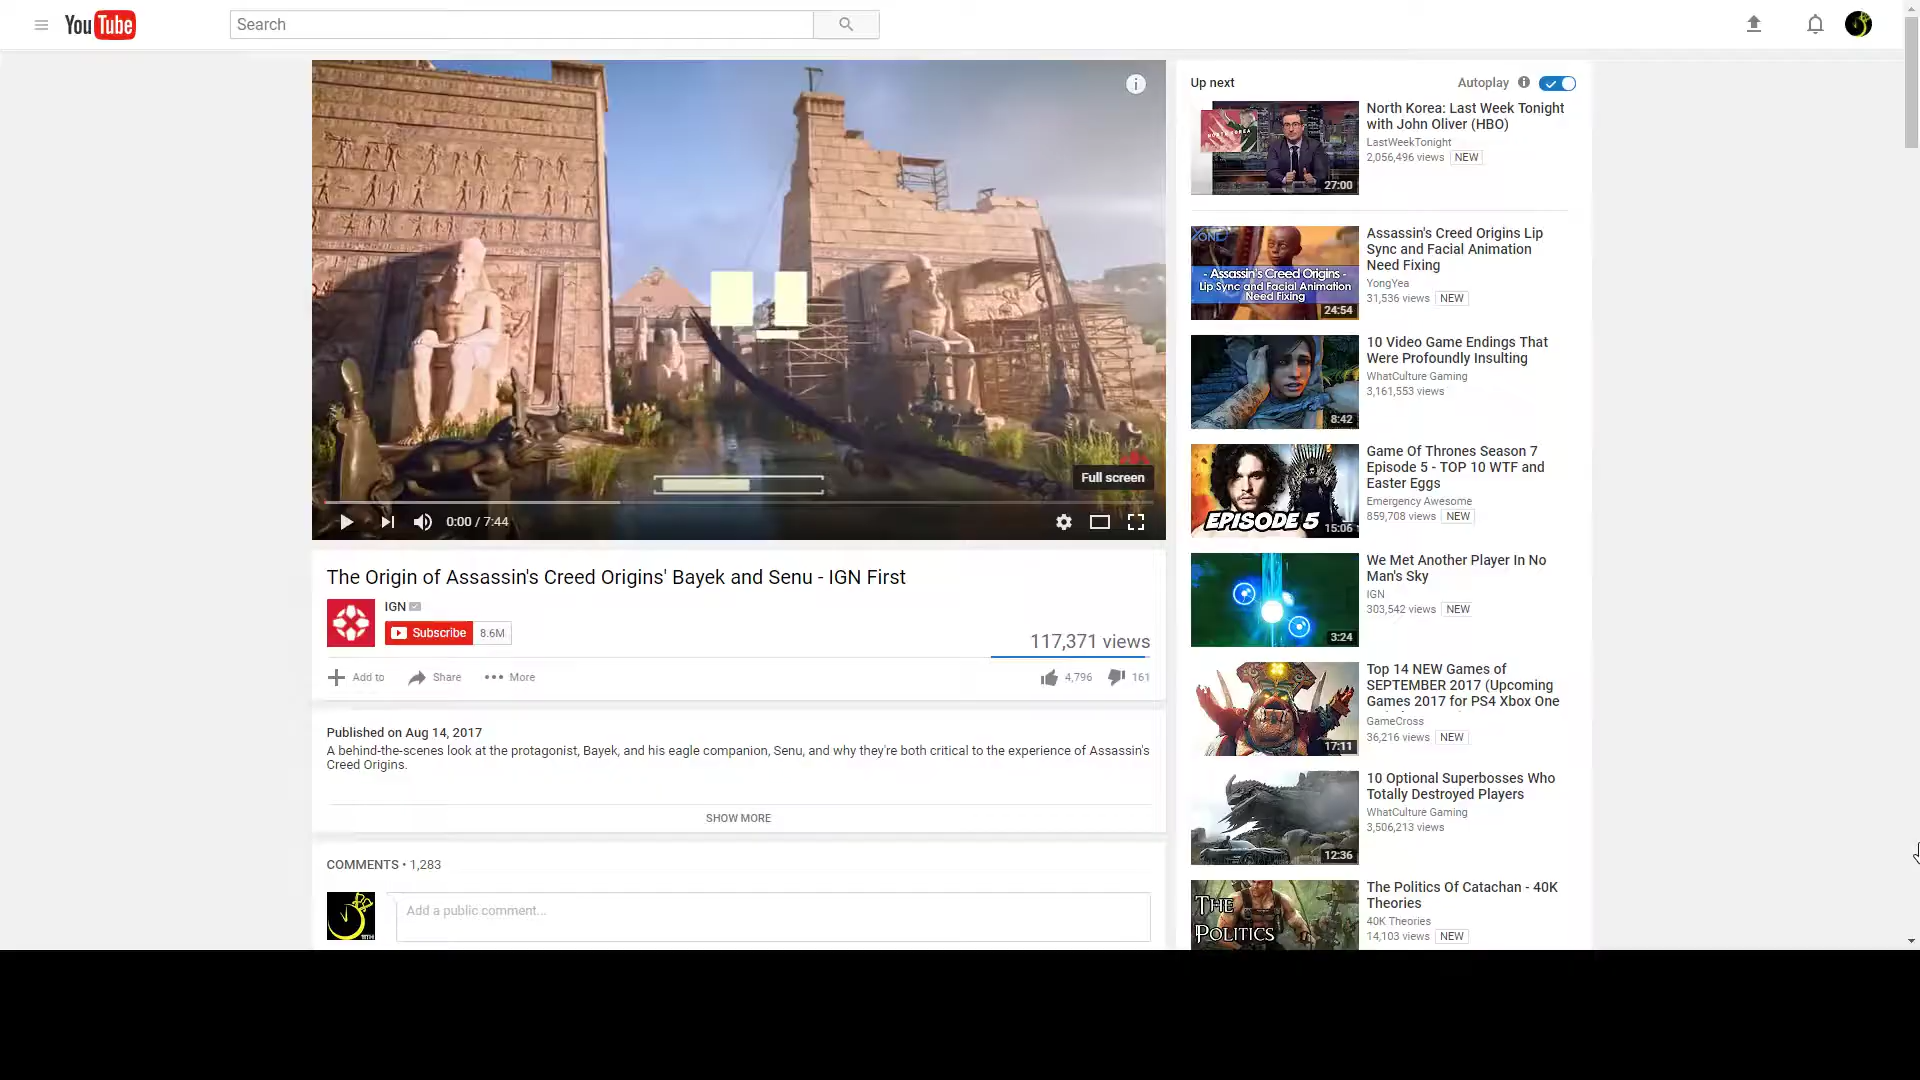 YouTube
Search
Full screen
0:00 / 7:44
The Origin of Assassin's Creed Origins' Bayek and Senu - IGN First
IGN
Subscribe 8.6M
117,371 views
Add to Share More
4,796 161
Published on Aug 14, 2017
A behind-the-scenes look at the protagonist, Bayek, and his eagle companion, Senu, and why they're both critical to the experience of Assassin's
Creed Origins.
SHOW MORE
COMMENTS • 1,283
Add a public comment...
Up next
Autoplay
27:00
North Korea: Last Week Tonight
with John Oliver (HBO)
LastWeekTonight
2,056,496 views NEW
- Assassin's Creed Origins -
Lip Sync and Facial Animation
Need Fixing
24:54
Assassin's Creed Origins Lip
Sync and Facial Animation
Need Fixing
YongYea
31,536 views NEW
8:42
10 Video Game Endings That
Were Profoundly Insulting
WhatCulture Gaming
3,161,553 views
EPISODE 5
15:06
Game Of Thrones Season 7
Episode 5 - TOP 10 WTF and
Easter Eggs
Emergency Awesome
859,708 views NEW
3:24
We Met Another Player In No
Man's Sky
IGN
303,542 views NEW
17:11
Top 14 NEW Games of
SEPTEMBER 2017 (Upcoming
Games 2017 for PS4 Xbox One
GameCross
36,216 views NEW
12:36
10 Optional Superbosses Who
Totally Destroyed Players
WhatCulture Gaming
3,506,213 views
THE
POLITICS
The Politics Of Catachan - 40K
Theories
40K Theories
14,103 views NEW